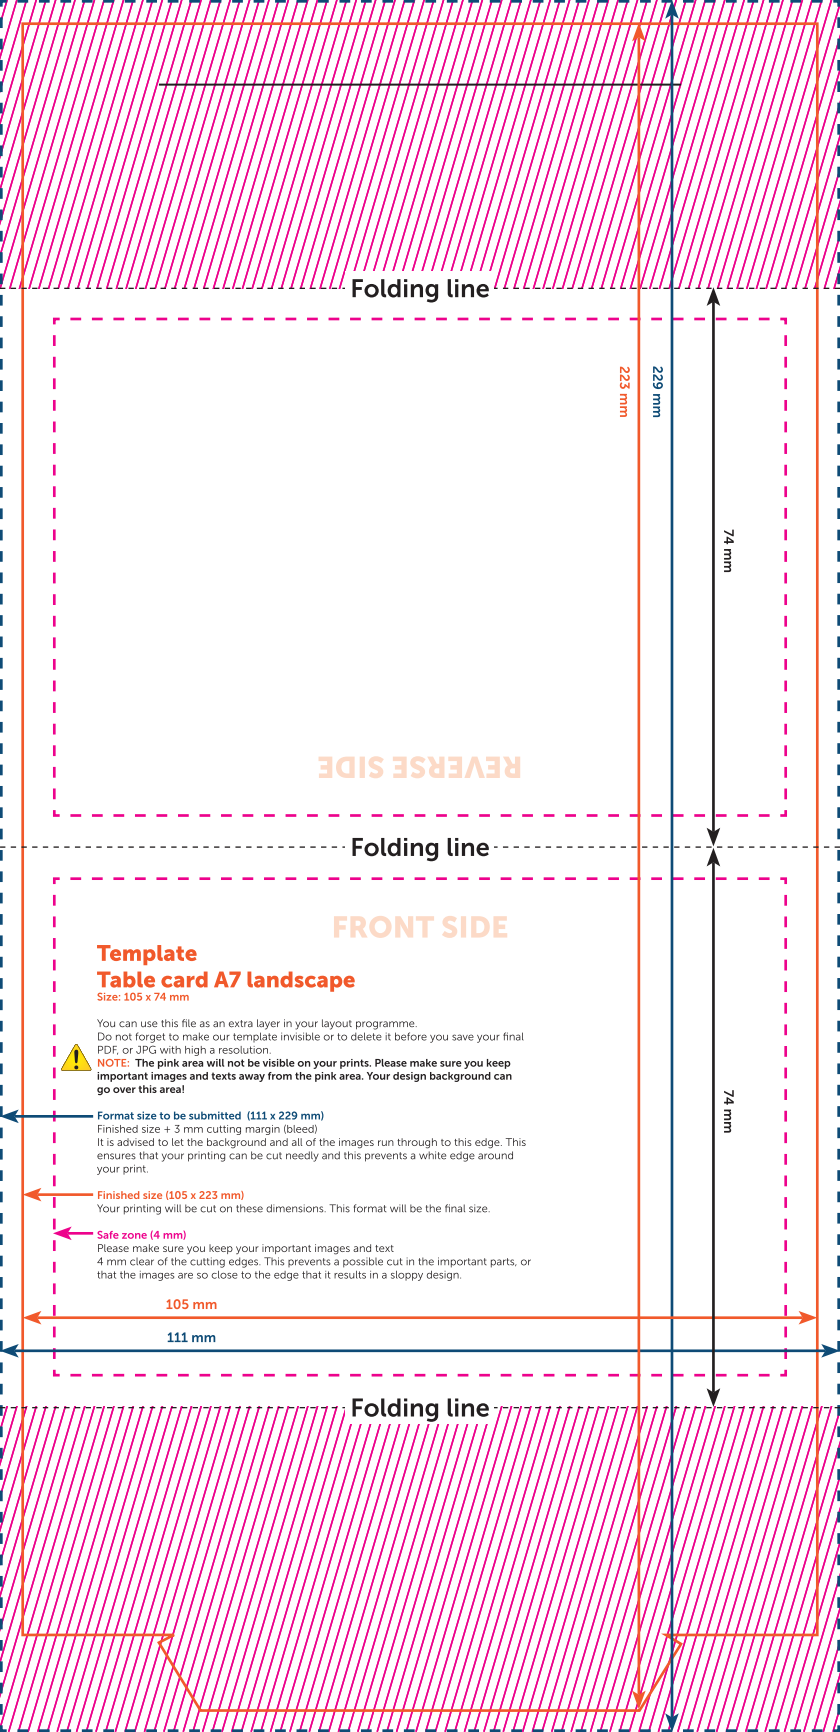 Folding line
223 mm
229 mm
74 mm
REVERSE SIDE
Folding line
FRONT SIDE
Template
Table card A7 landscape
Size: 105 x 74 mm
You can use this file as an extra layer in your layout programme.
Do not forget to make our template invisible or to delete it before you save your final
PDF, or JPG with high a resolution.
NOTE: The pink area will not be visible on your prints. Please make sure you keep
important images and texts away from the pink area. Your design background can
go over this area!
Format size to be submitted (111 x 229 mm)
Finished size + 3 mm cutting margin (bleed)
It is advised to let the background and all of the images run through to this edge. This
ensures that your printing can be cut needly and this prevents a white edge around
your print.
74 mm
Finished size (105 x 223 mm)
Your printing will be cut on these dimensions. This format will be the final size.
Safe zone (4 mm)
Please make sure you keep your important images and text
4 mm clear of the cutting edges. This prevents a possible cut in the important parts, or
that the images are so close to the edge that it results in a sloppy design.
105 mm
111 mm
Folding line